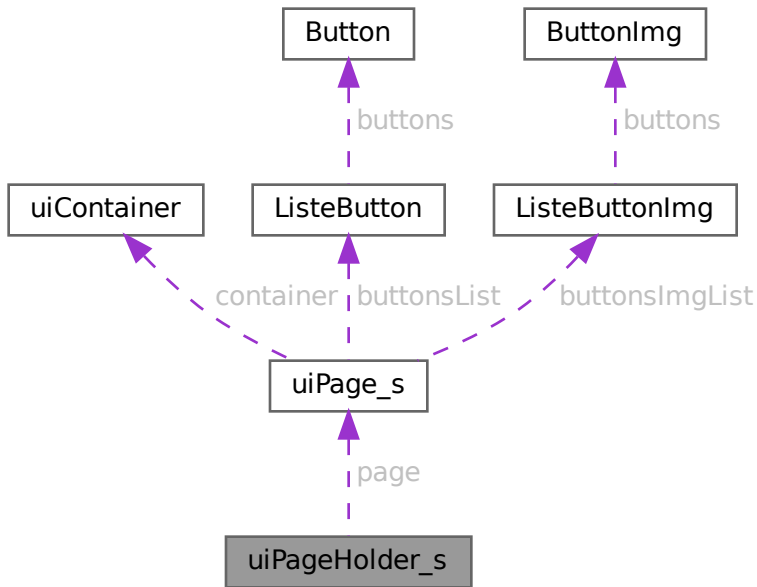 Button
ButtonImg
buttons
buttons
uiContainer
ListeButton
ListeButtonImg
container
buttonsList
buttonsImgList
uiPage_s
page
uiPageHolder_s